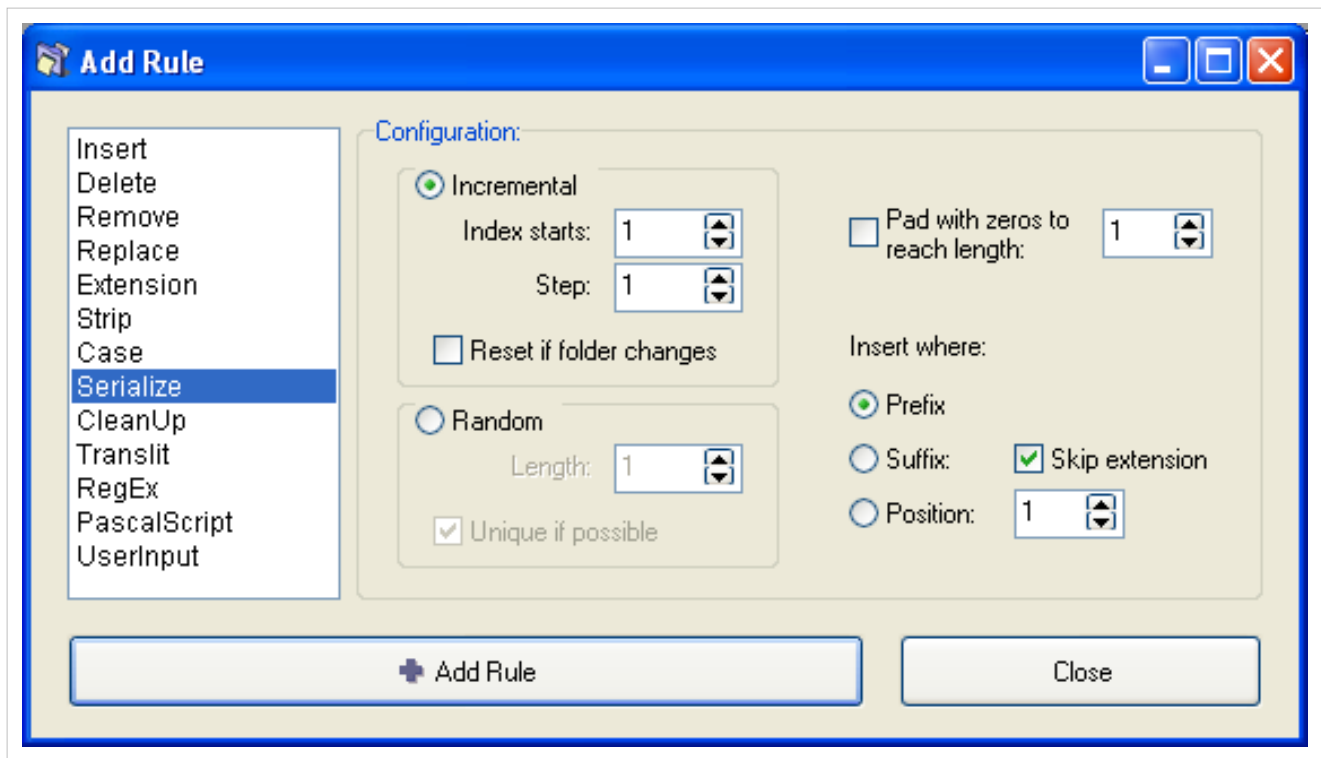 Add Rule
Insert
Delete
Remove
Replace
Extension
Strip
Case
Serialize
CleanUp
Translit
RegEx
PascalScript
UserInput
Configuration:
Incremental
Index starts: 1
Step: 1
Reset if folder changes
Random
Length: 1
Unique if possible
Pad with zeros to
reach length: 1
Insert where:
Prefix
Suffix: Skip extension
Position: 1
Add Rule
Close